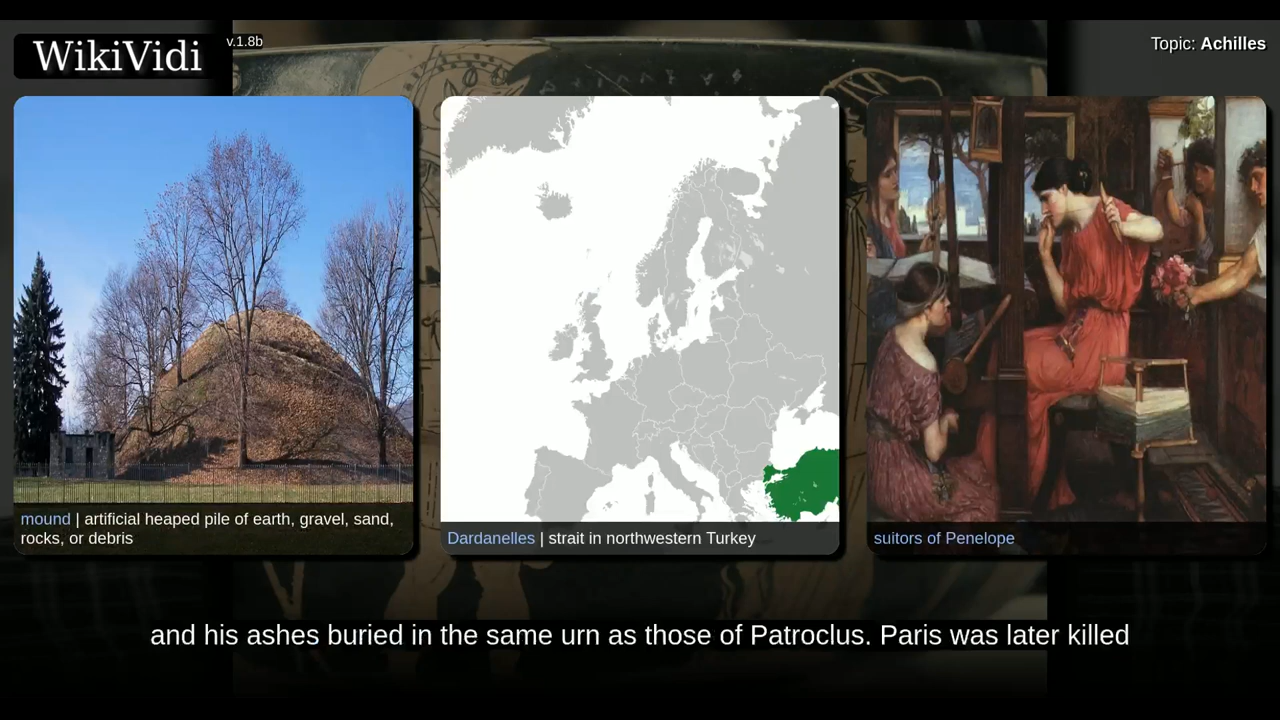 WikiVidi
v.1.8b
Topic: Achilles
mound | artificial heaped pile of earth, gravel, sand,
rocks, or debris
Dardanelles | strait in northwestern Turkey
suitors of Penelope
and his ashes buried in the same urn as those of Patroclus. Paris was later killed